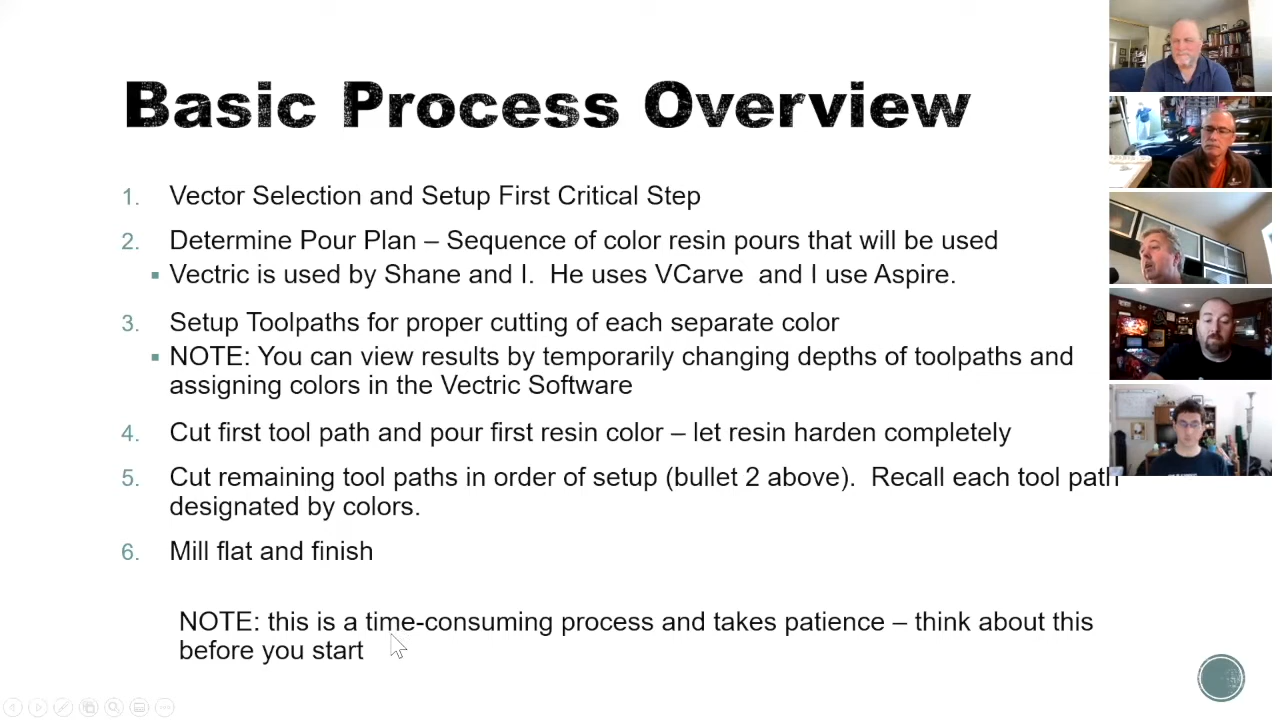 Basic Process Overview
1. Vector Selection and Setup First Critical Step
2. Determine Pour Plan – Sequence of color resin pours that will be used
▪ Vectric is used by Shane and I.  He uses VCarve  and I use Aspire.
3. Setup Toolpaths for proper cutting of each separate color
▪ NOTE: You can view results by temporarily changing depths of toolpaths and
assigning colors in the Vectric Software
4. Cut first tool path and pour first resin color – let resin harden completely
5. Cut remaining tool paths in order of setup (bullet 2 above).  Recall each tool path
designated by colors.
6. Mill flat and finish
NOTE: this is a time-consuming process and takes patience – think about this
before you start